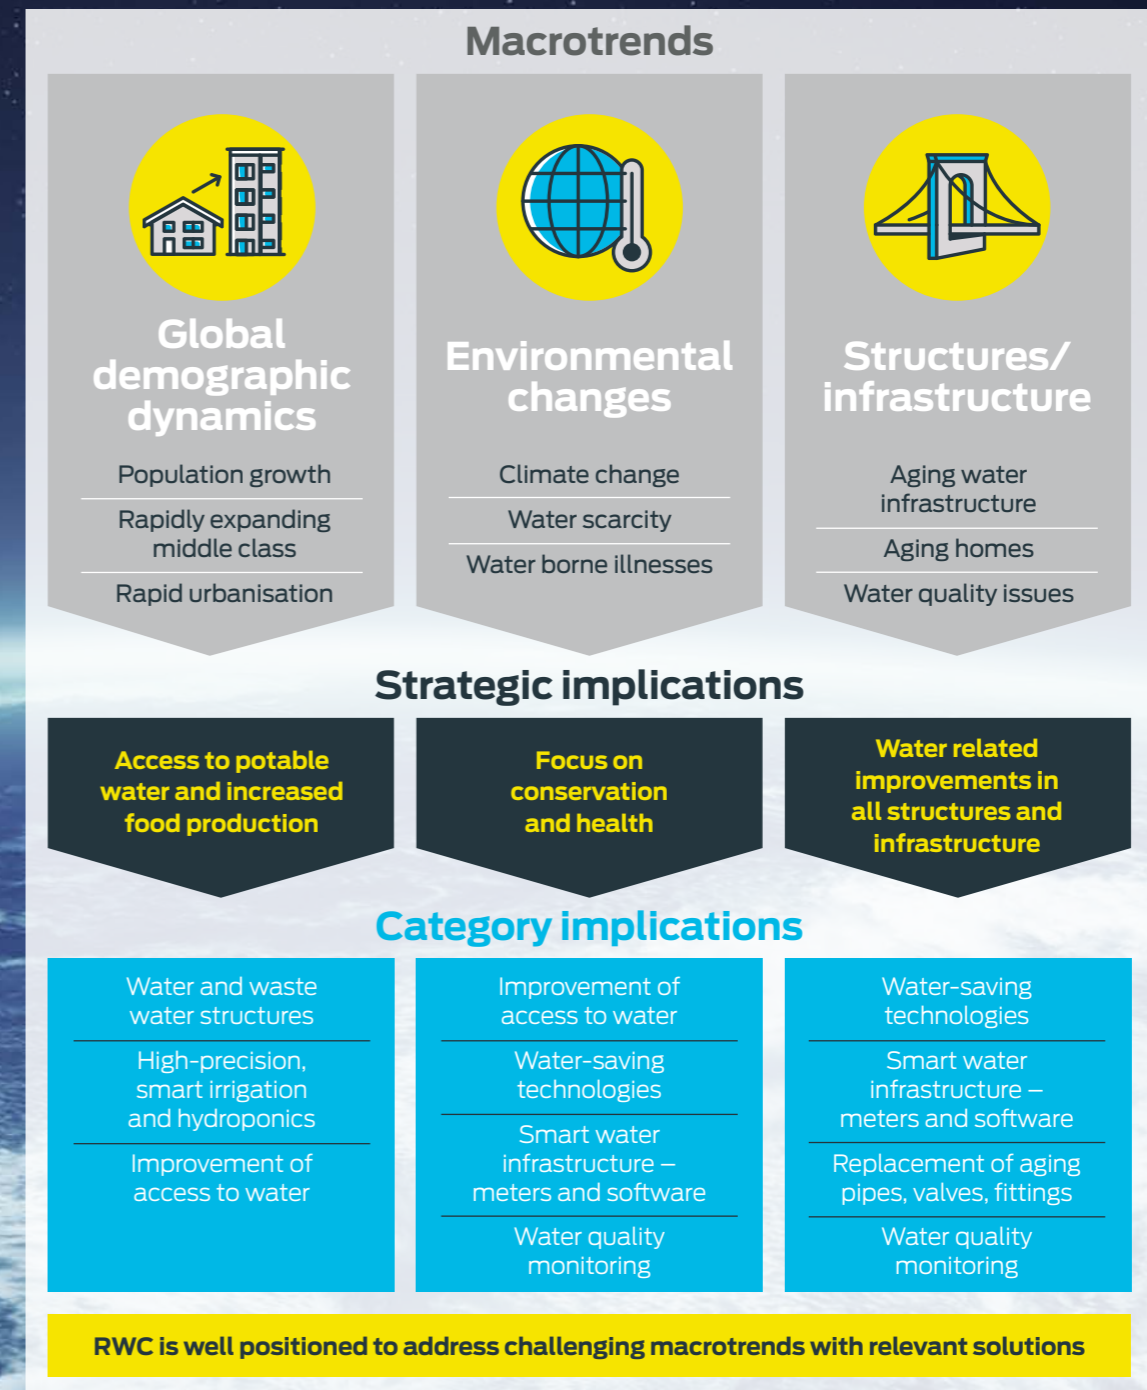 Macrotrends
Global
demographic
dynamics
Population growth
Rapidly expanding
middle class
Rapid urbanisation
Environmental
changes
Climate change
Water scarcity
Water borne illnesses
Structures/
infrastructure
Aging water
infrastructure
Aging homes
Water quality issues
Strategic implications
Access to potable
water and increased
food production
Focus on
conservation
and health
Water related
improvements in
all structures and
infrastructure
Category implications
Water and waste
water structures
High-precision,
smart irrigation
and hydroponics
Improvement of
access to water
Improvement of
access to water
Water-saving
technologies
Smart water
infrastructure –
meters and software
Water quality
monitoring
Water-saving
technologies
Smart water
infrastructure –
meters and software
Replacement of aging
pipes, valves, fittings
Water quality
monitoring
RWC is well positioned to address challenging macrotrends with relevant solutions